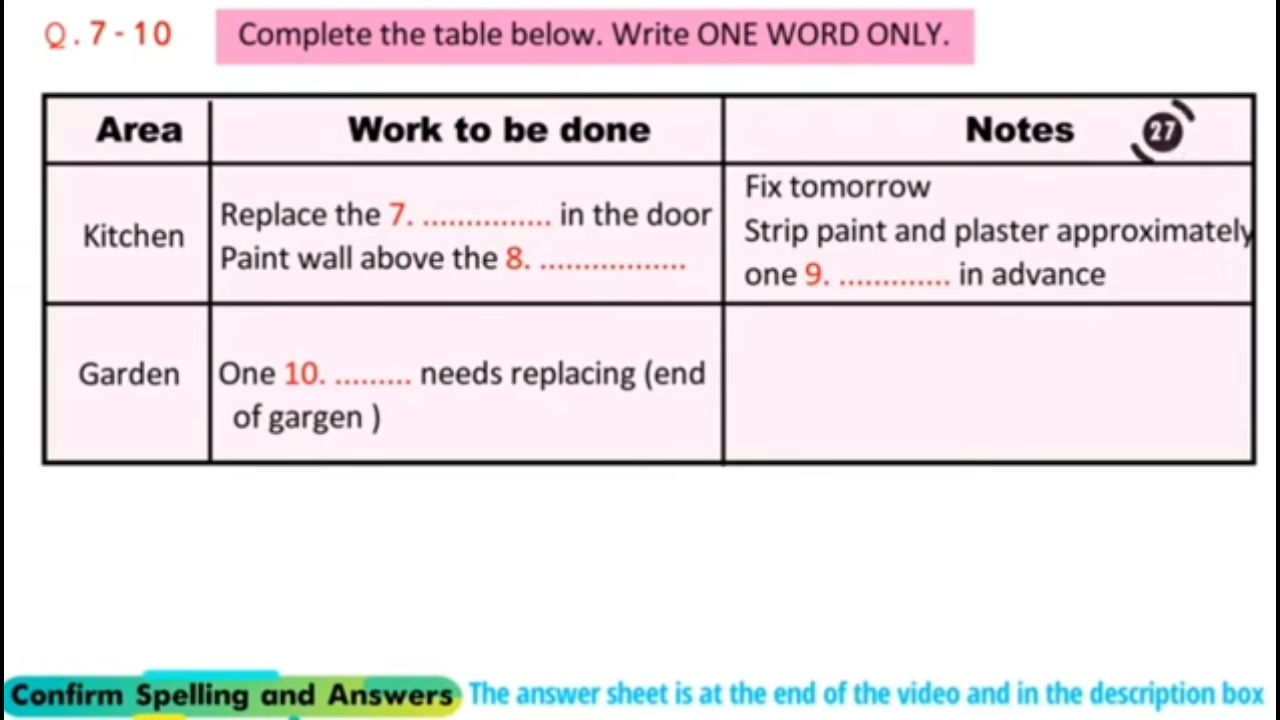 Q.7-10 Complete the table below. Write ONE WORD ONLY.
Area Work to be done Notes 27
Kitchen
Replace the 7. ............... in the door
Paint wall above the 8. .................
Fix tomorrow
Strip paint and plaster approximately
one 9. ............. in advance
Garden
One 10. ......... needs replacing (end
of gargen )
Confirm Spelling and Answers The answer sheet is at the end of the video and in the description box